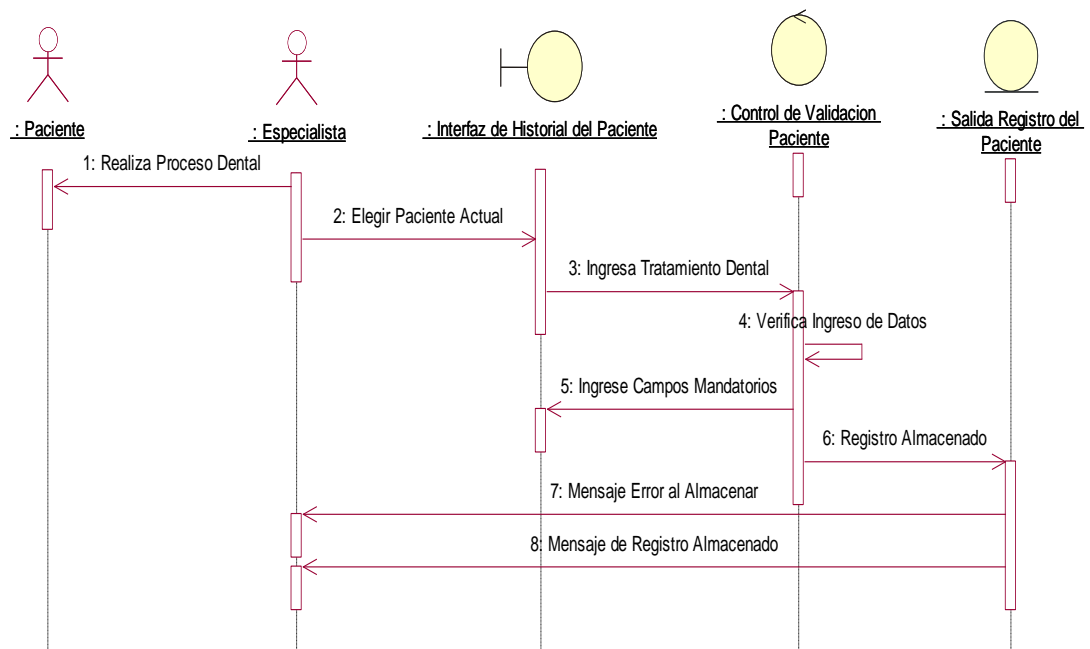 : Paciente
: Especialista
: Interfaz de Historial del Paciente
: Control de Validacion
Paciente
: Salida Registro del
Paciente
1: Realiza Proceso Dental
2: Elegir Paciente Actual
3: Ingresa Tratamiento Dental
4: Verifica Ingreso de Datos
5: Ingrese Campos Mandatorios
6: Registro Almacenado
7: Mensaje Error al Almacenar
8: Mensaje de Registro Almacenado